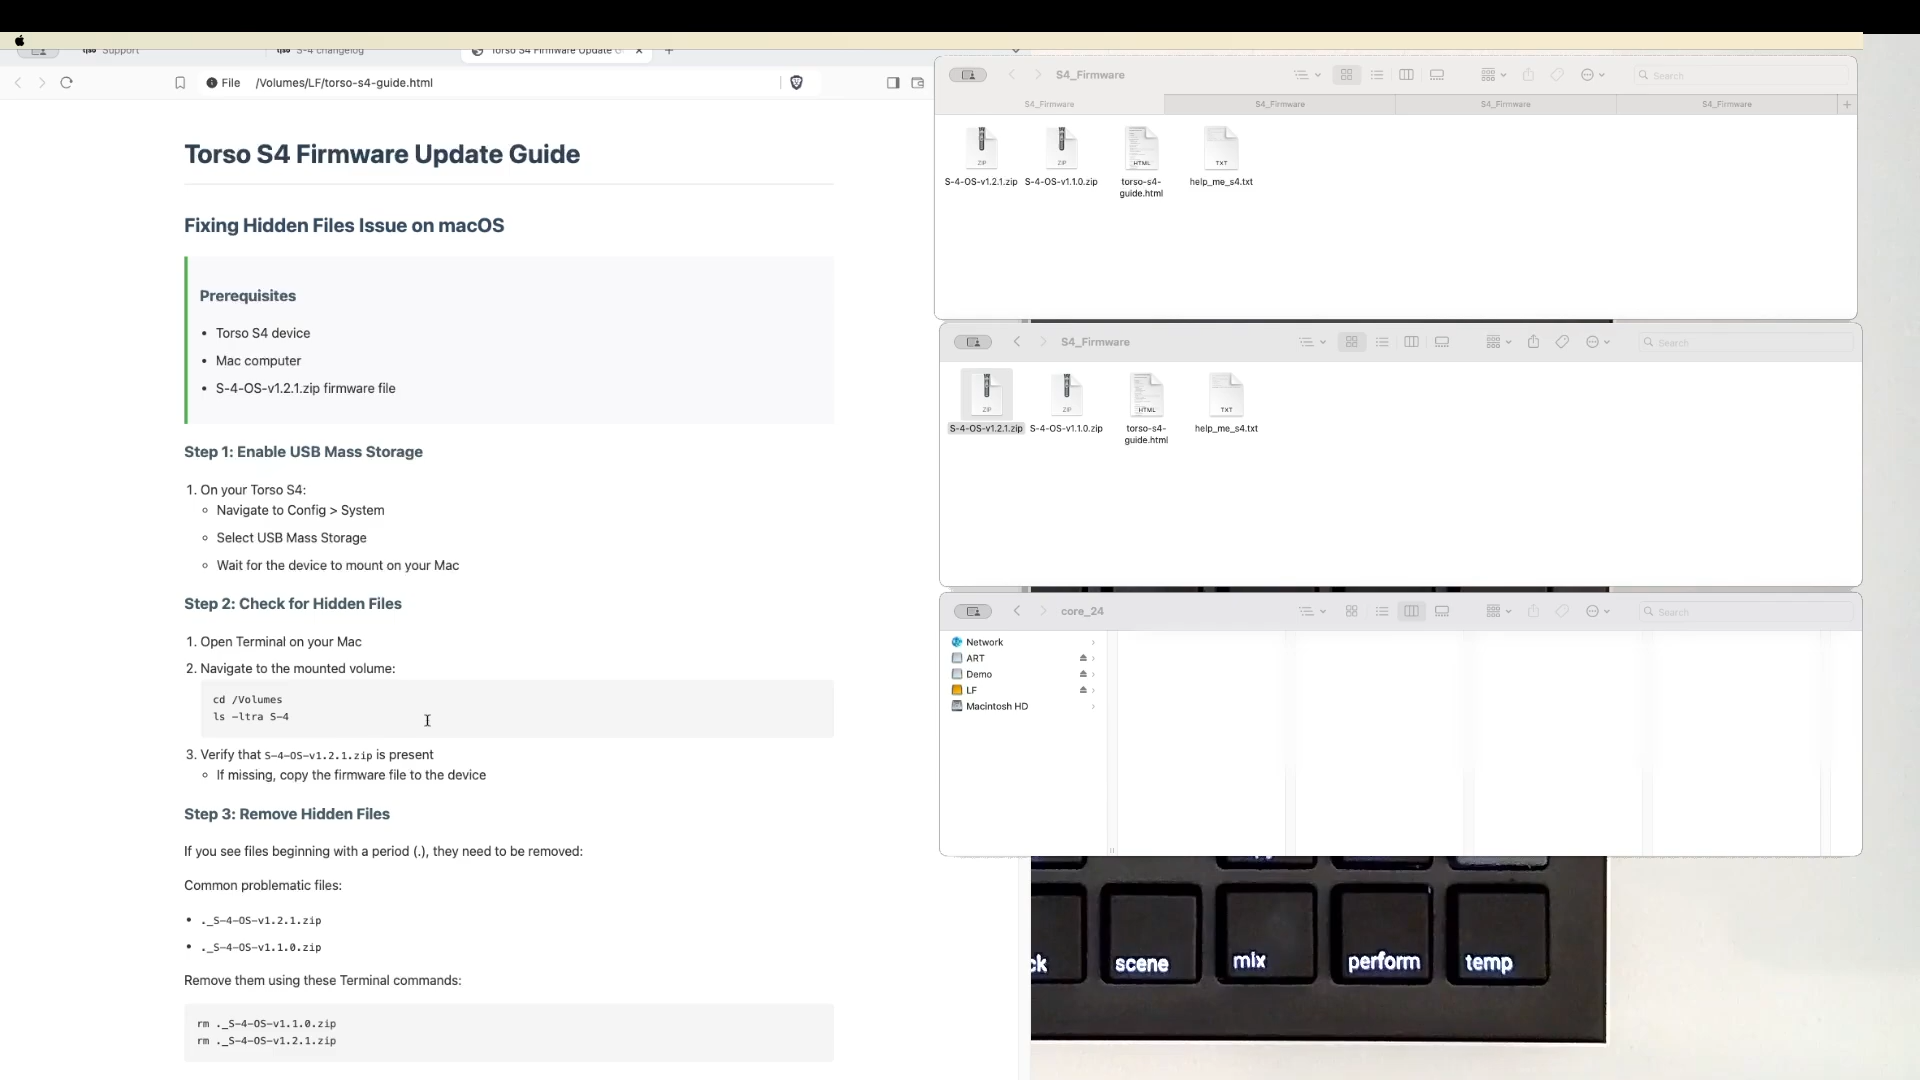 Support
S-4 changelog
Torso S4 Firmware Update G
File /Volumes/LF/torso-s4-guide.html
Torso S4 Firmware Update Guide
Fixing Hidden Files Issue on macOS
Prerequisites
• Torso S4 device
• Mac computer
• S-4-OS-v1.2.1.zip firmware file
Step 1: Enable USB Mass Storage
1. On your Torso S4:
Navigate to Config > System
Select USB Mass Storage
Wait for the device to mount on your Mac
Step 2: Check for Hidden Files
1. Open Terminal on your Mac
2. Navigate to the mounted volume:
cd /Volumes
ls -ltra S-4
3. Verify that S-4-OS-v1.2.1.zip is present
If missing, copy the firmware file to the device
Step 3: Remove Hidden Files
If you see files beginning with a period (.), they need to be removed:
Common problematic files:
• ._S-4-OS-v1.2.1.zip
• ._S-4-OS-v1.1.0.zip
Remove them using these Terminal commands:
rm ._S-4-OS-v1.1.0.zip
rm ._S-4-OS-v1.2.1.zip
S4_Firmware
Search
S4_Firmware S4_Firmware S4_Firmware S4_Firmware
ZIP ZIP HTML TXT
S-4-OS-v1.2.1.zip S-4-OS-v1.1.0.zip torso-s4- help_me_s4.txt
guide.html
S4_Firmware
Search
ZIP ZIP HTML TXT
S-4-OS-v1.2.1.zip S-4-OS-v1.1.0.zip torso-s4- help_me_s4.txt
guide.html
core_24
Search
Network
ART
Demo
LF
Macintosh HD
ck scene mix perform temp